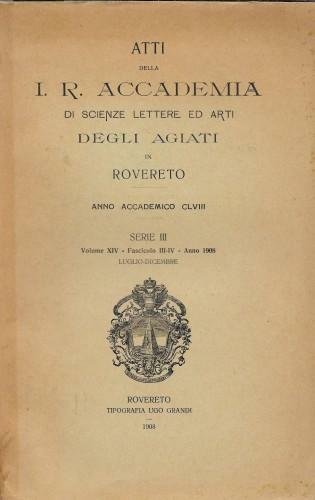 ATTI
DELLA
I. R. ACCADEMIA
DI SCIENZE LETTERE ED ARTI
DEGLI AGIATI
IN
ROVERETO
ANNO ACCADEMICO CLVIII
SERIE III
Volume XIV - Fascicolo III-IV - Anno 1908
LUGLIO-DICEMBRE
ROVERETO
TIPOGRAFIA UGO GRANDI
1908